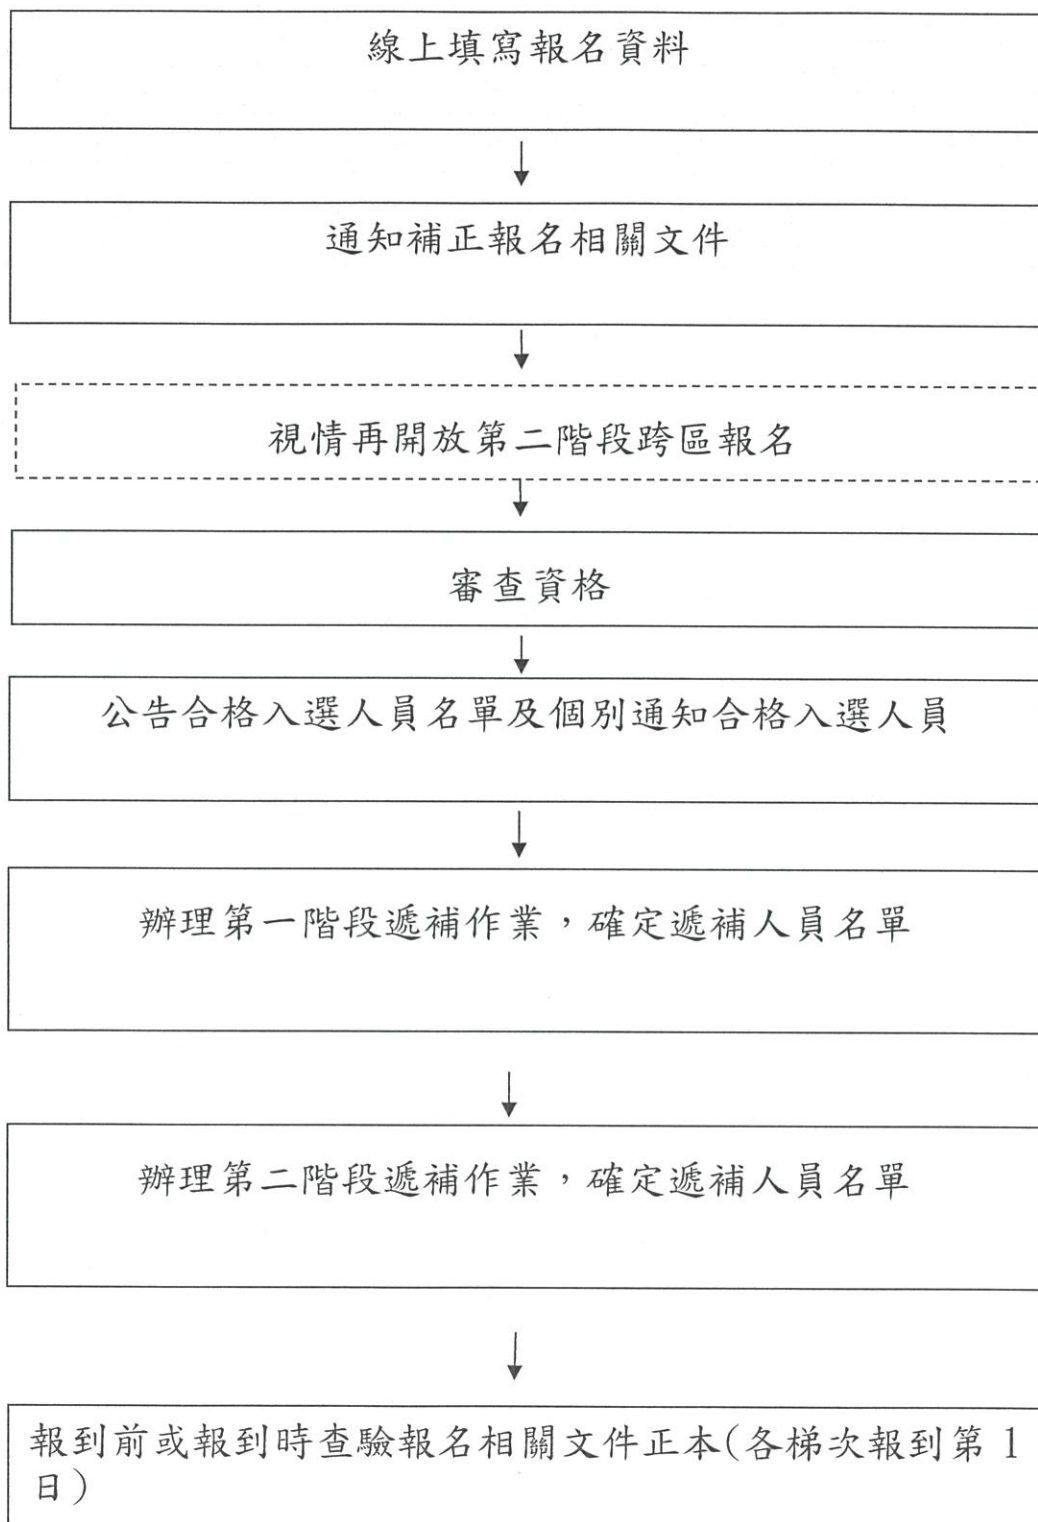 線上填寫報名資料
通知補正報名相關文件
視情再開放第二階段跨區報名
審查資格
公告合格入選人員名單及個別通知合格入選人員
辦理第一階段遞補作業，確定遞補人員名單
辦理第二階段遞補作業，確定遞補人員名單
報到前或報到時查驗報名相關文件正本(各梯次報到第 1
日)